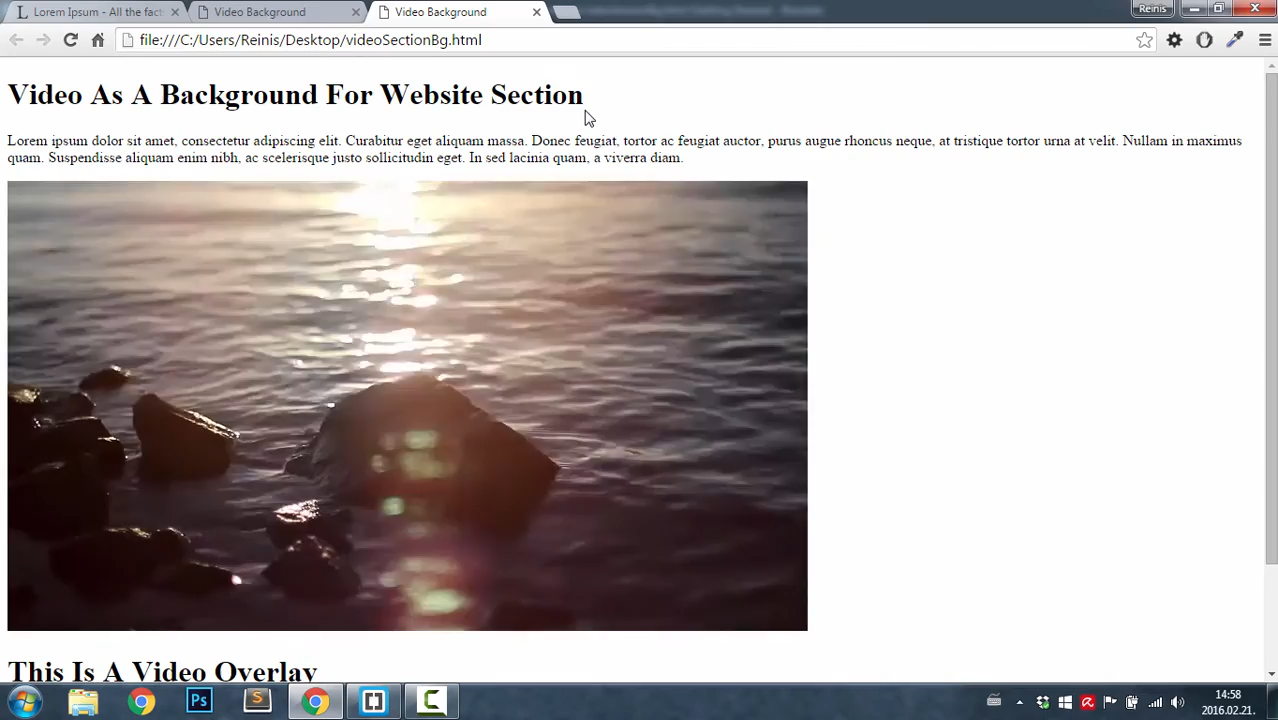 Lorem Ipsum - All the fact
Video Background
Video Background
Reinis
file:///C:/Users/Reinis/Desktop/videoSectionBg.html
Video As A Background For Website Section
Lorem ipsum dolor sit amet, consectetur adipiscing elit. Curabitur eget aliquam massa. Donec feugiat, tortor ac feugiat auctor, purus augue rhoncus neque, at tristique tortor urna at velit. Nullam in maximus
quam. Suspendisse aliquam enim nibh, ac scelerisque justo sollicitudin eget. In sed lacinia quam, a viverra diam.
This Is A Video Overlay
Ps
14:58
2016.02.21.